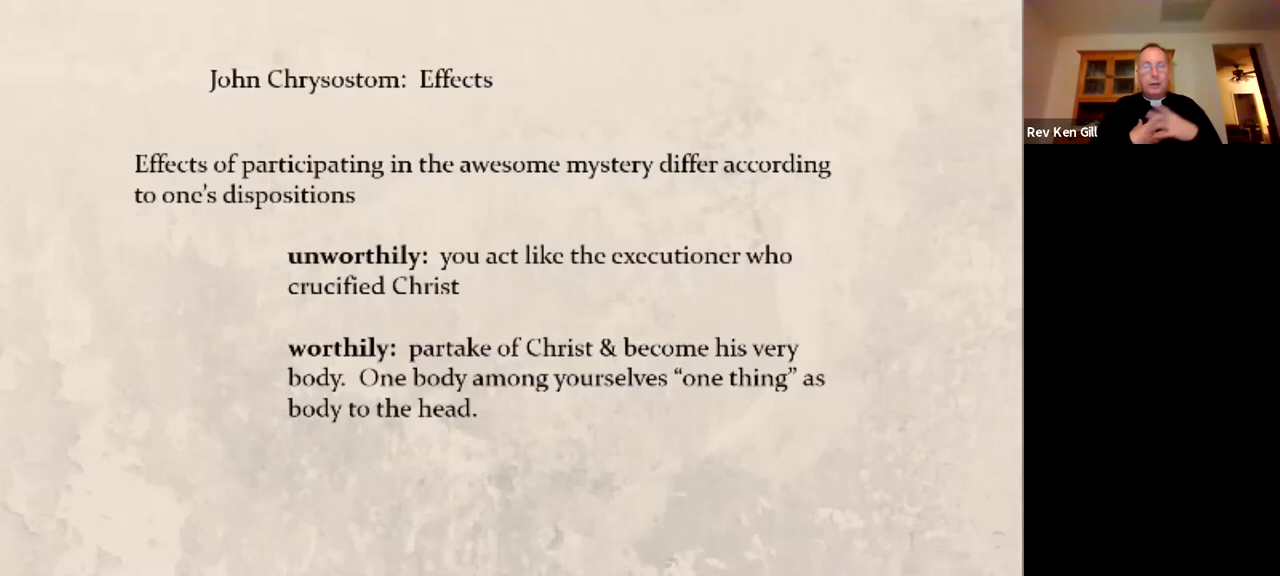 John Chrysostom: Effects
Effects of participating in the awesome mystery differ according
to one's dispositions
unworthily: you act like the executioner who
crucified Christ
worthily: partake of Christ & become his very
body. One body among yourselves “one thing” as
body to the head.
Rev Ken Gill